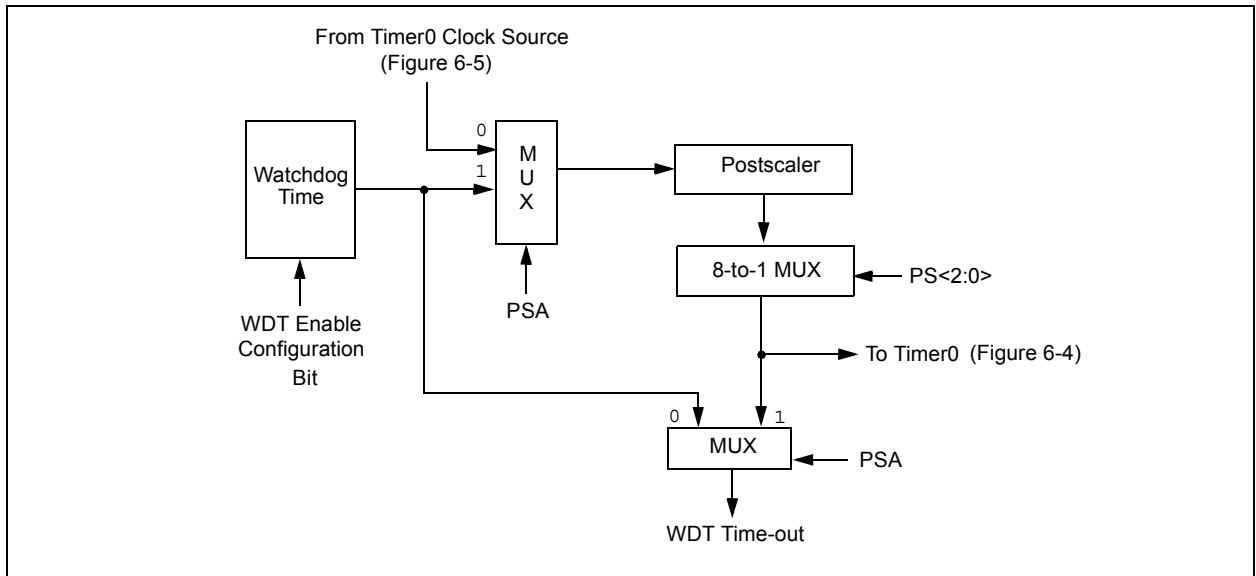 From Timer0 Clock Source
(Figure 6-5)
0
1
M
U
X
Watchdog
Time
Postscaler
8-to-1 MUX
PS<2:0>
PSA
WDT Enable
Configuration
Bit
To Timer0 (Figure 6-4)
0
1
MUX
PSA
WDT Time-out